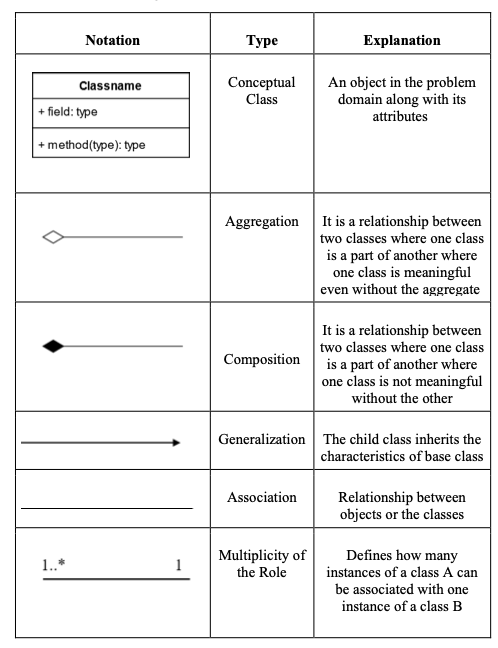 Notation Type Explanation
Classname
+ field: type
+ method(type): type
Conceptual
Class
An object in the problem
domain along with its
attributes
Aggregation
It is a relationship between
two classes where one class
is a part of another where
one class is meaningful
even without the aggregate
Composition
It is a relationship between
two classes where one class
is a part of another where
one class is not meaningful
without the other
Generalization
The child class inherits the
characteristics of base class
Association
Relationship between
objects or the classes
1..* 1
Multiplicity of
the Role
Defines how many
instances of a class A can
be associated with one
instance of a class B